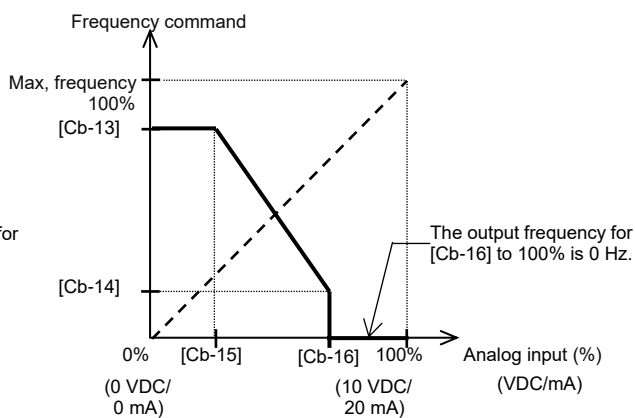 Frequency command
Max, frequency
100%
[Cb-13]
for
The output frequency for
[Cb-16] to 100% is 0 Hz.
[Cb-14]
0%
[Cb-15]
[Cb-16]
100%
Analog input (%)
(0 VDC/
0 mA)
(10 VDC/
20 mA)
(VDC/mA)